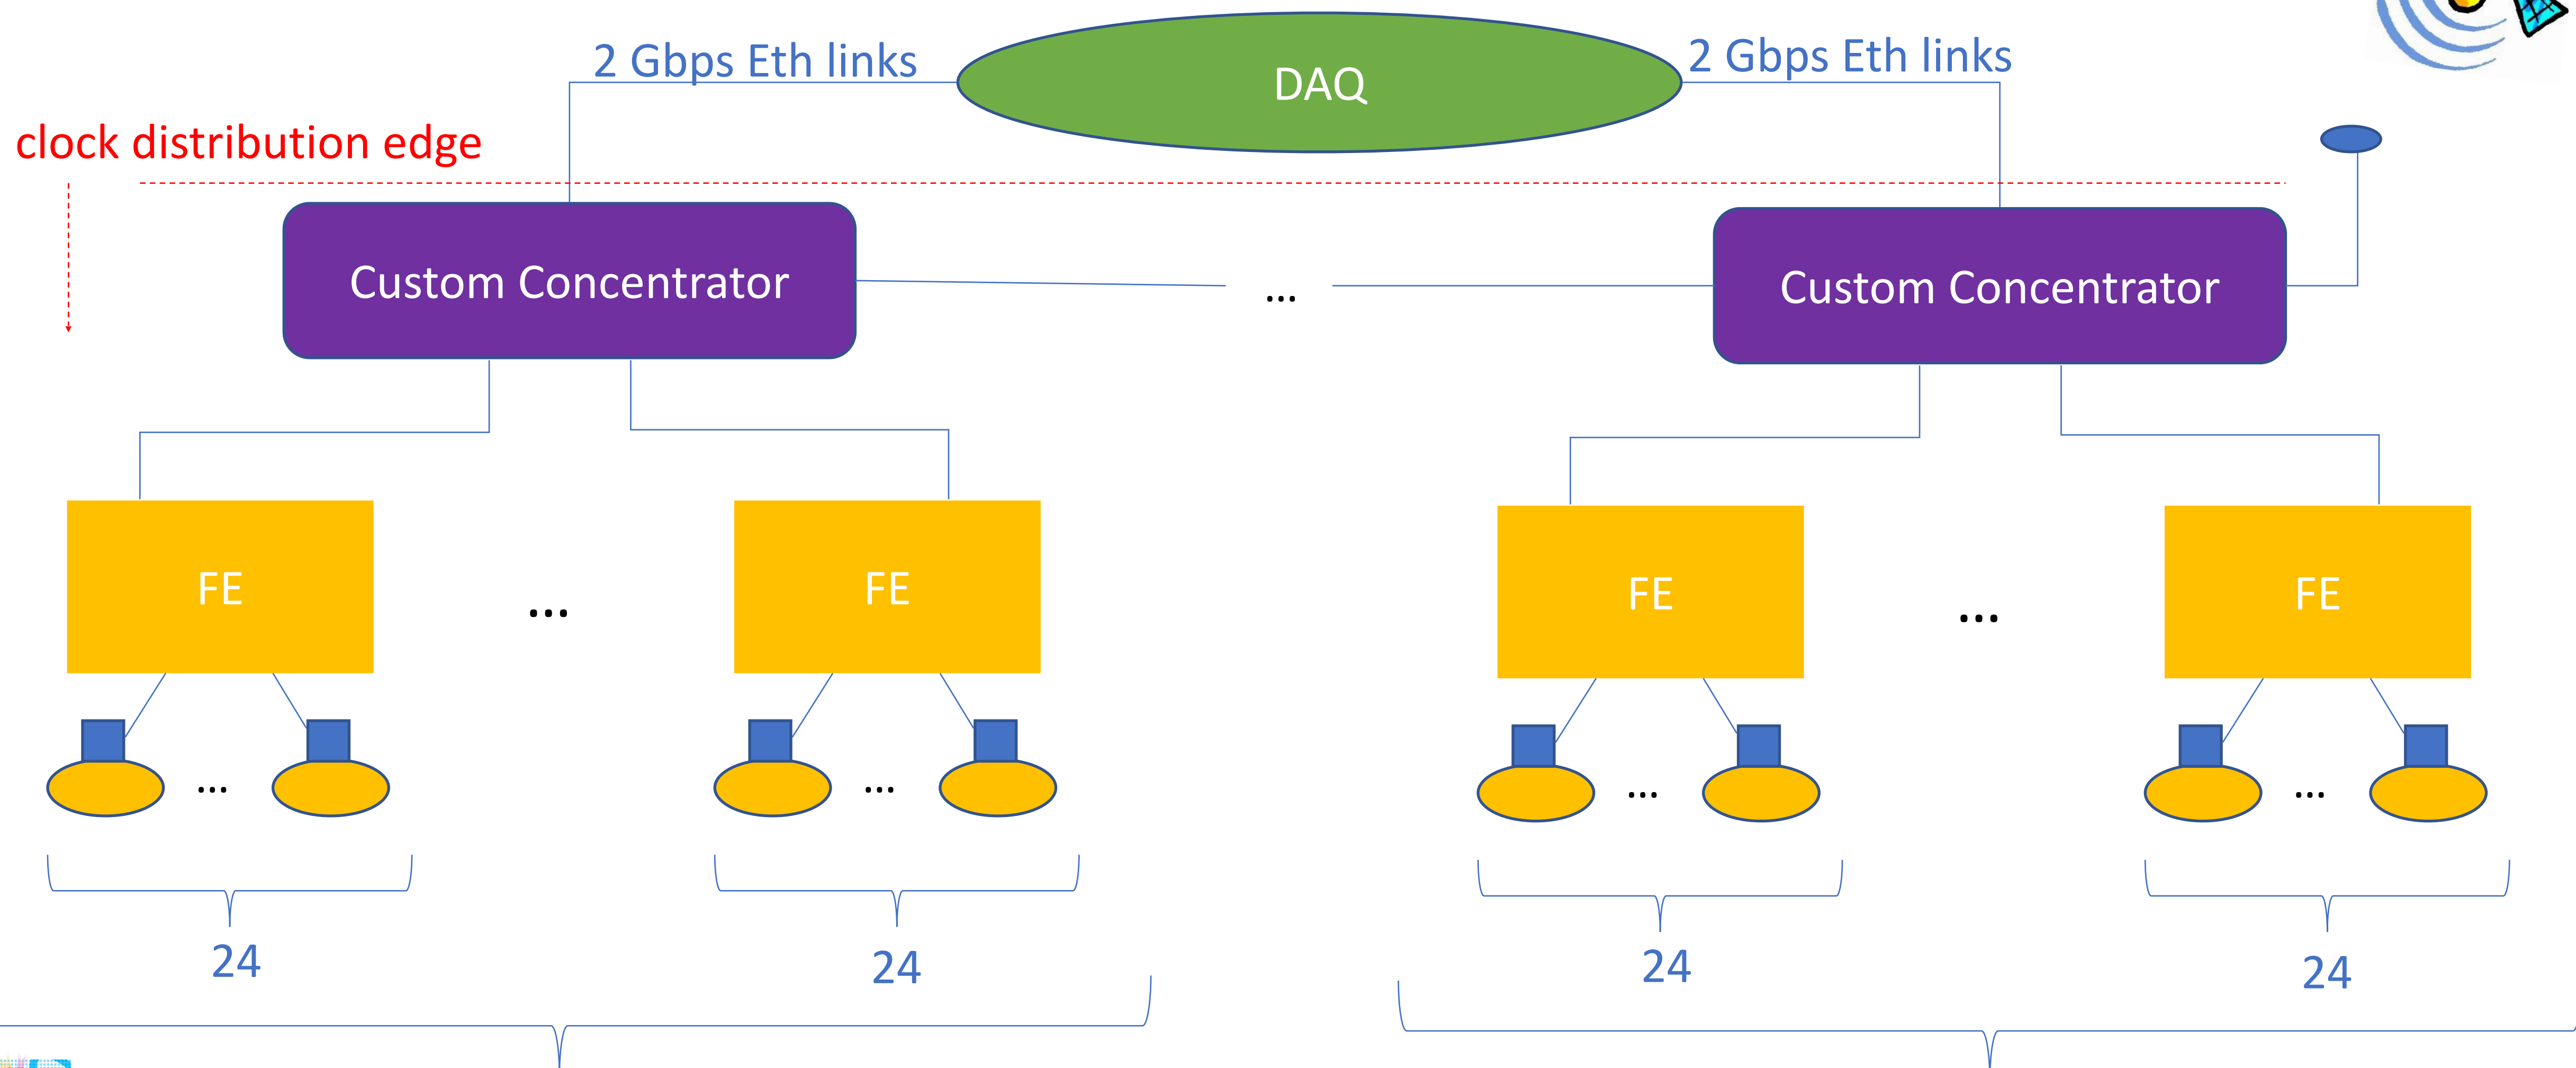 2 Gbps Eth links
DAQ
2 Gbps Eth links
clock distribution edge
Custom Concentrator
...
Custom Concentrator
FE
...
FE
FE
...
FE
...
...
...
...
24
24
24
24